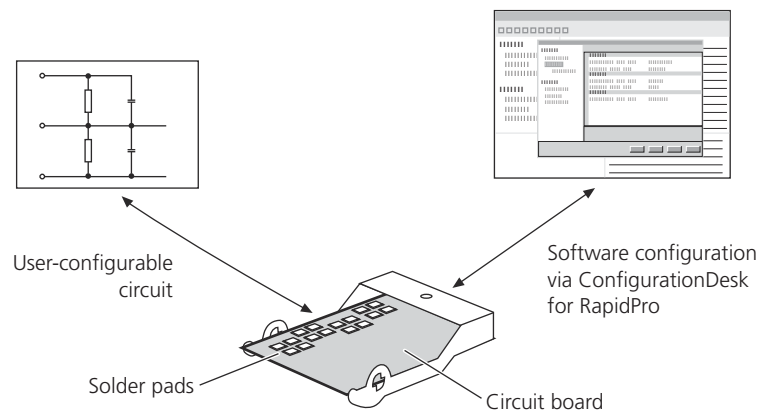 User-configurable
circuit
Software configuration
via ConfigurationDesk
for RapidPro
Solder pads
Circuit board